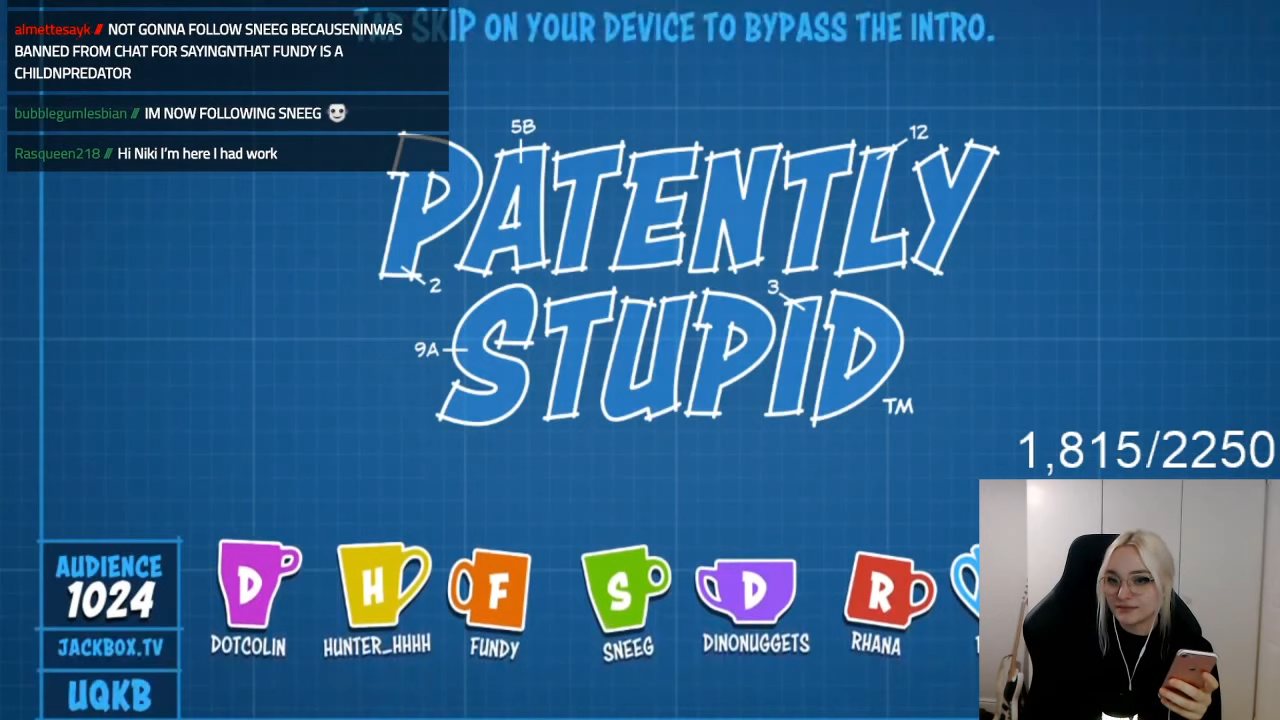 TAP SKIP ON YOUR DEVICE TO BYPASS THE INTRO.
almettesayk // NOT GONNA FOLLOW SNEEG BECAUSENINWAS
BANNED FROM CHAT FOR SAYINGNTHAT FUNDY IS A
CHILDNPREDATOR
bubblegumlesbian // IM NOW FOLLOWING SNEEG
Rasqueen218 // Hi Niki I'm here I had work
5B
12
PATENTLY
2
3
STUPID
9A
TM
1,815/2250
AUDIENCE
1024
JACKBOX.TV
UQKB
D
H
F
S
D
R
DOTCOLIN
HUNTER_HHHH
FUNDY
SNEEG
DINONUGGETS
RHANA